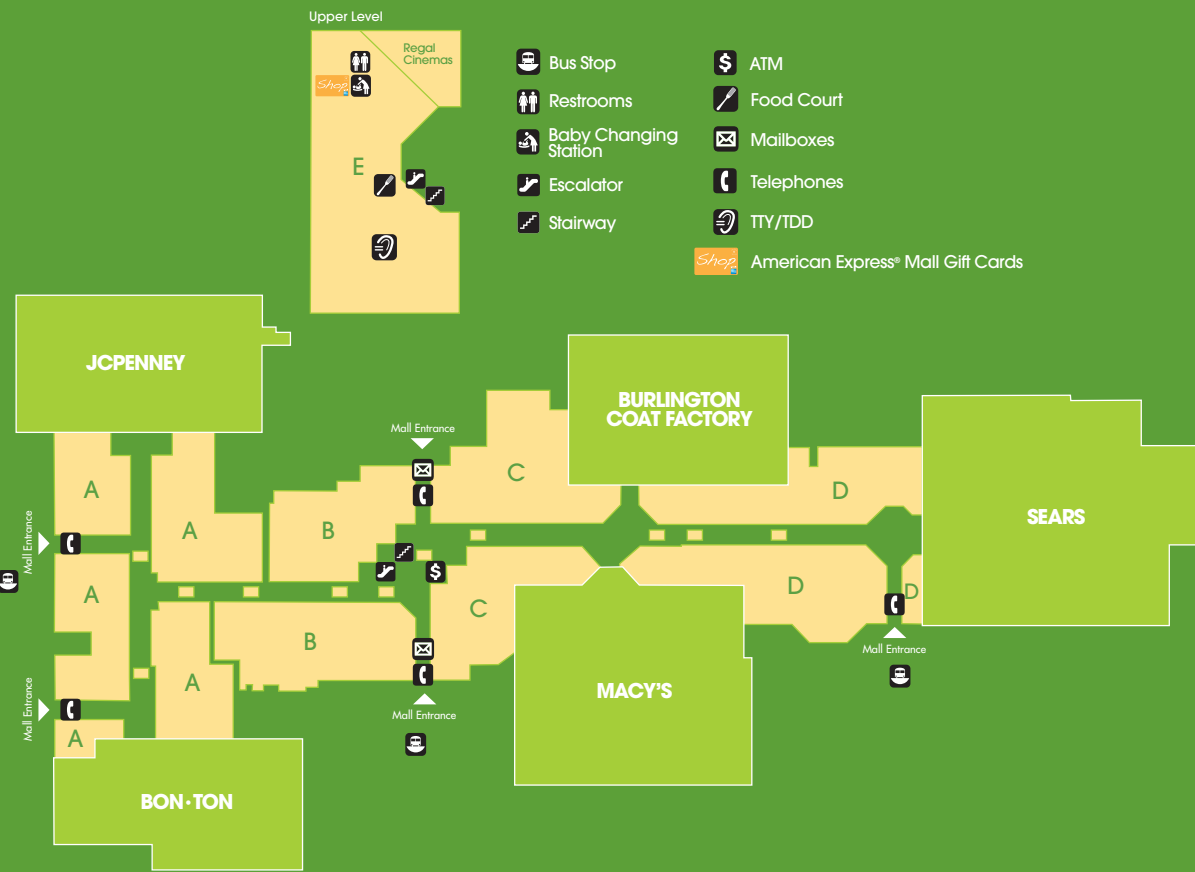 Upper Level
Regal
Cinemas
Shop
E
Bus Stop
Restrooms
Baby Changing
Station
Escalator
Stairway
$ ATM
Food Court
Mailboxes
Telephones
TTY/TDD
Shop
American Express® Mall Gift Cards
JCPENNEY
BURLINGTON
COAT FACTORY
Mall Entrance
C
A
D
B
A
SEARS
Mall Entrance
$
A
D
D
C
B
Mall Entrance
A
MACY'S
Mall Entrance
Mall Entrance
A
BON•TON